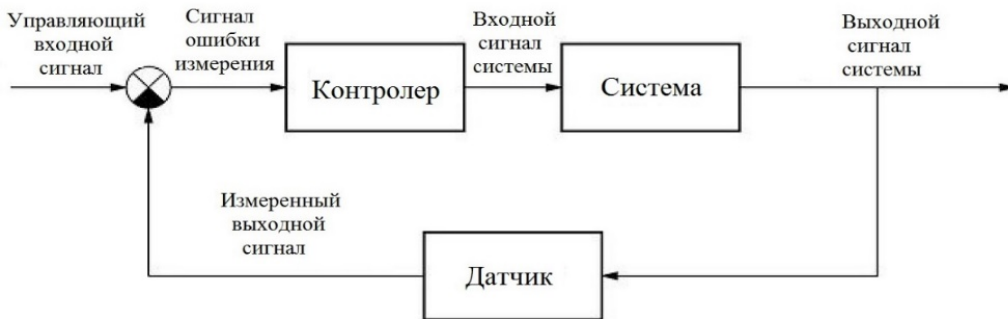 Управляющий
входной
сигнал
Сигнал
ошибки
измерения
Контролер
Входной
сигнал
системы
Система
Выходной
сигнал
системы
Измеренный
выходной
сигнал
Датчик